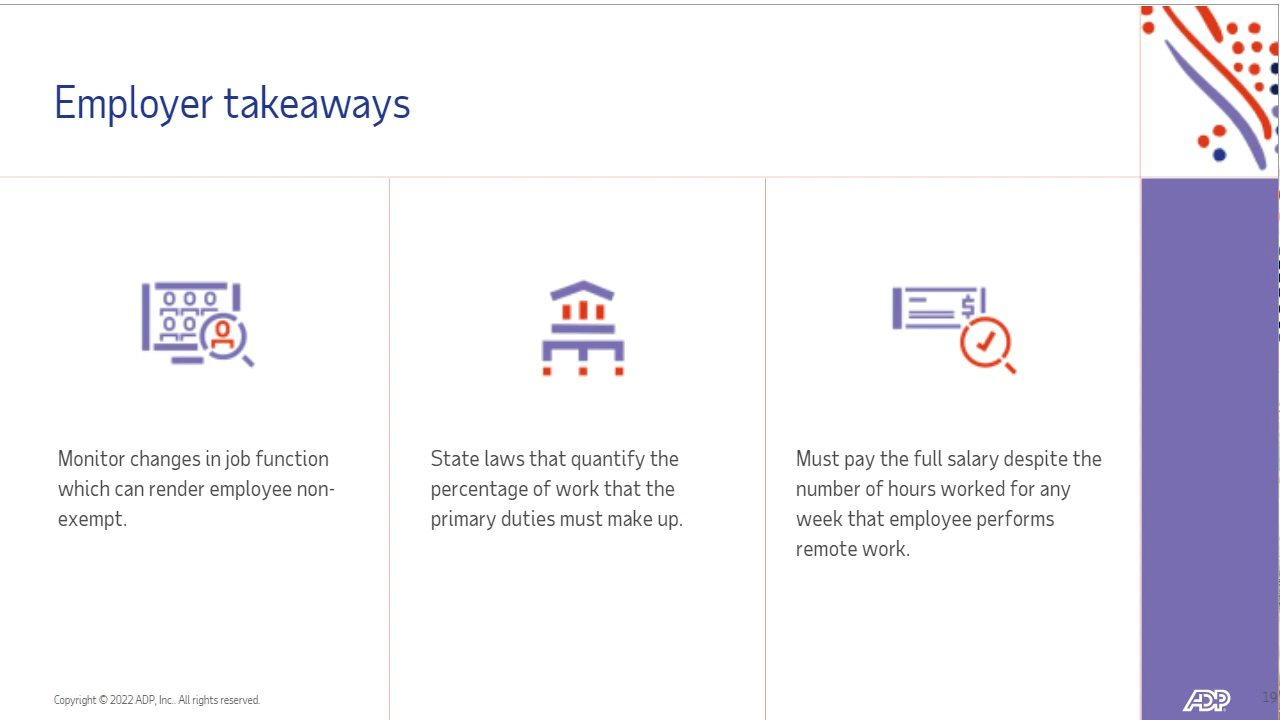 Employer takeaways
Monitor changes in job function
which can render employee non-
exempt.
State laws that quantify the
percentage of work that the
primary duties must make up.
$
Must pay the full salary despite the
number of hours worked for any
week that employee performs
remote work.
Copyright © 2022 ADP, Inc.. All rights reserved.
ADP
19